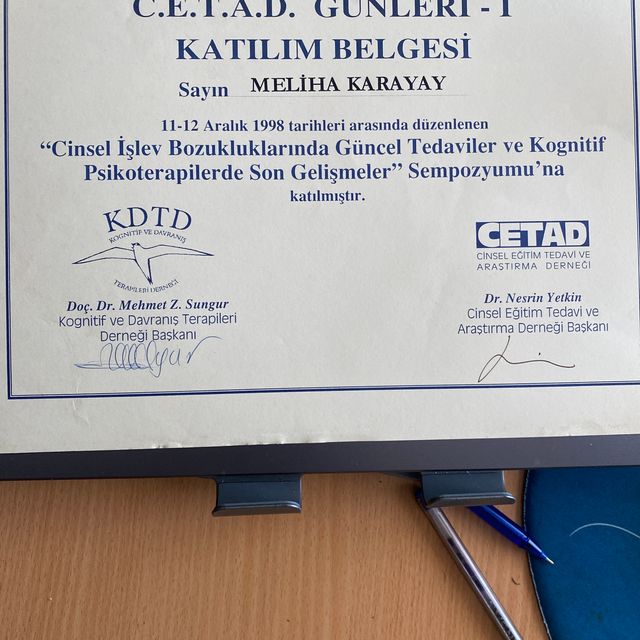 C.E.T.A.D. GÜNLERİ - I
KATILIM BELGESİ
Sayın MELİHA KARAYAY
11-12 Aralık 1998 tarihleri arasında düzenlenen
“Cinsel İşlev Bozukluklarında Güncel Tedaviler ve Kognitif
Psikoterapilerde Son Gelişmeler” Sempozyumu’na
katılmıştır.
KDTD
KOGNİTİF VE DAVRANIŞ
TERAPİLERİ DERNEĞİ
Doç. Dr. Mehmet Z. Sungur
Kognitif ve Davranış Terapileri
Derneği Başkanı
CETAD
CİNSEL EĞİTİM TEDAVİ VE
ARAŞTIRMA DERNEĞİ
Dr. Nesrin Yetkin
Cinsel Eğitim Tedavi ve
Araştırma Derneği Başkanı